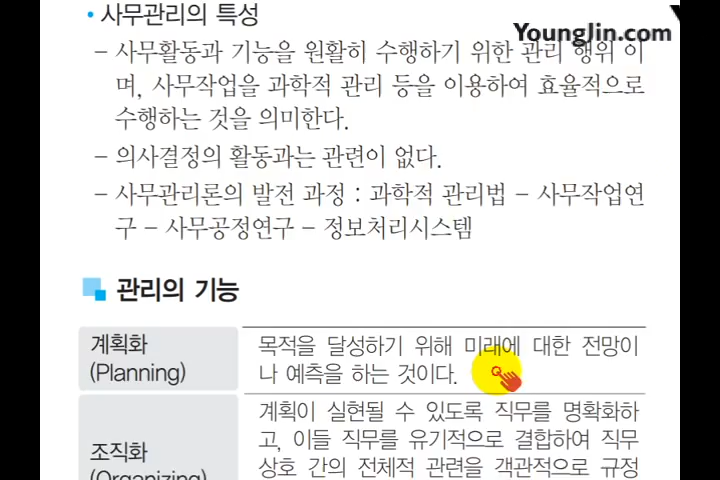 • 사무관리의 특성
YoungJin.com
– 사무활동과 기능을 원활히 수행하기 위한 관리 행위 이
며, 사무작업을 과학적 관리 등을 이용하여 효율적으로
수행하는 것을 의미한다.
– 의사결정의 활동과는 관련이 없다.
– 사무관리론의 발전 과정 : 과학적 관리법 – 사무작업연
구 – 사무공정연구 – 정보처리시스템
관리의 기능
계획화
(Planning)
목적을 달성하기 위해 미래에 대한 전망이
나 예측을 하는 것이다.
조직화
(Organizing)
계획이 실현될 수 있도록 직무를 명확화하
고, 이들 직무를 유기적으로 결합하여 직무
상호 간의 전체적 관련을 객관적으로 규정